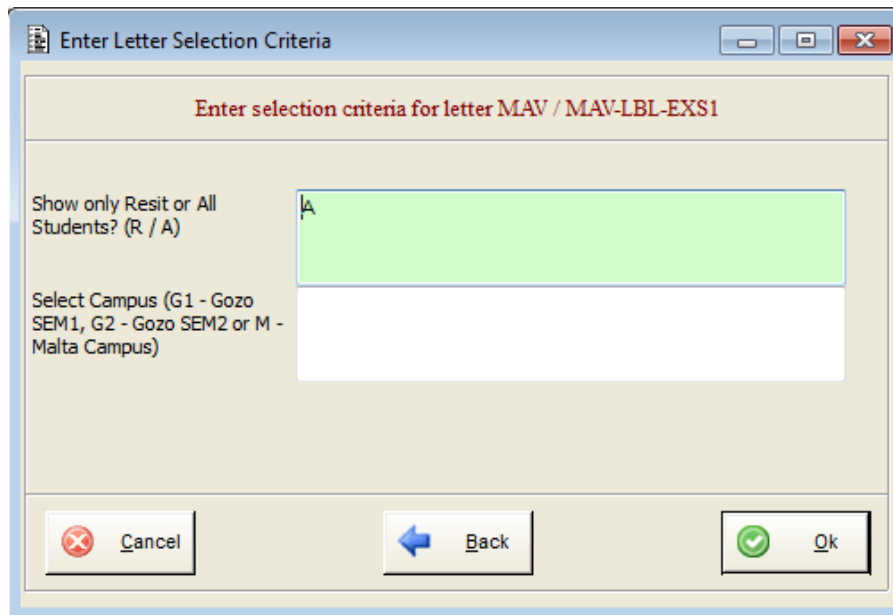 Enter Letter Selection Criteria
Enter selection criteria for letter MAV / MAV-LBL-EXS1
Show only Resit or All
Students? (R / A)
A
Select Campus (G1 - Gozo
SEM1, G2 - Gozo SEM2 or M -
Malta Campus)
Cancel
Back
Ok